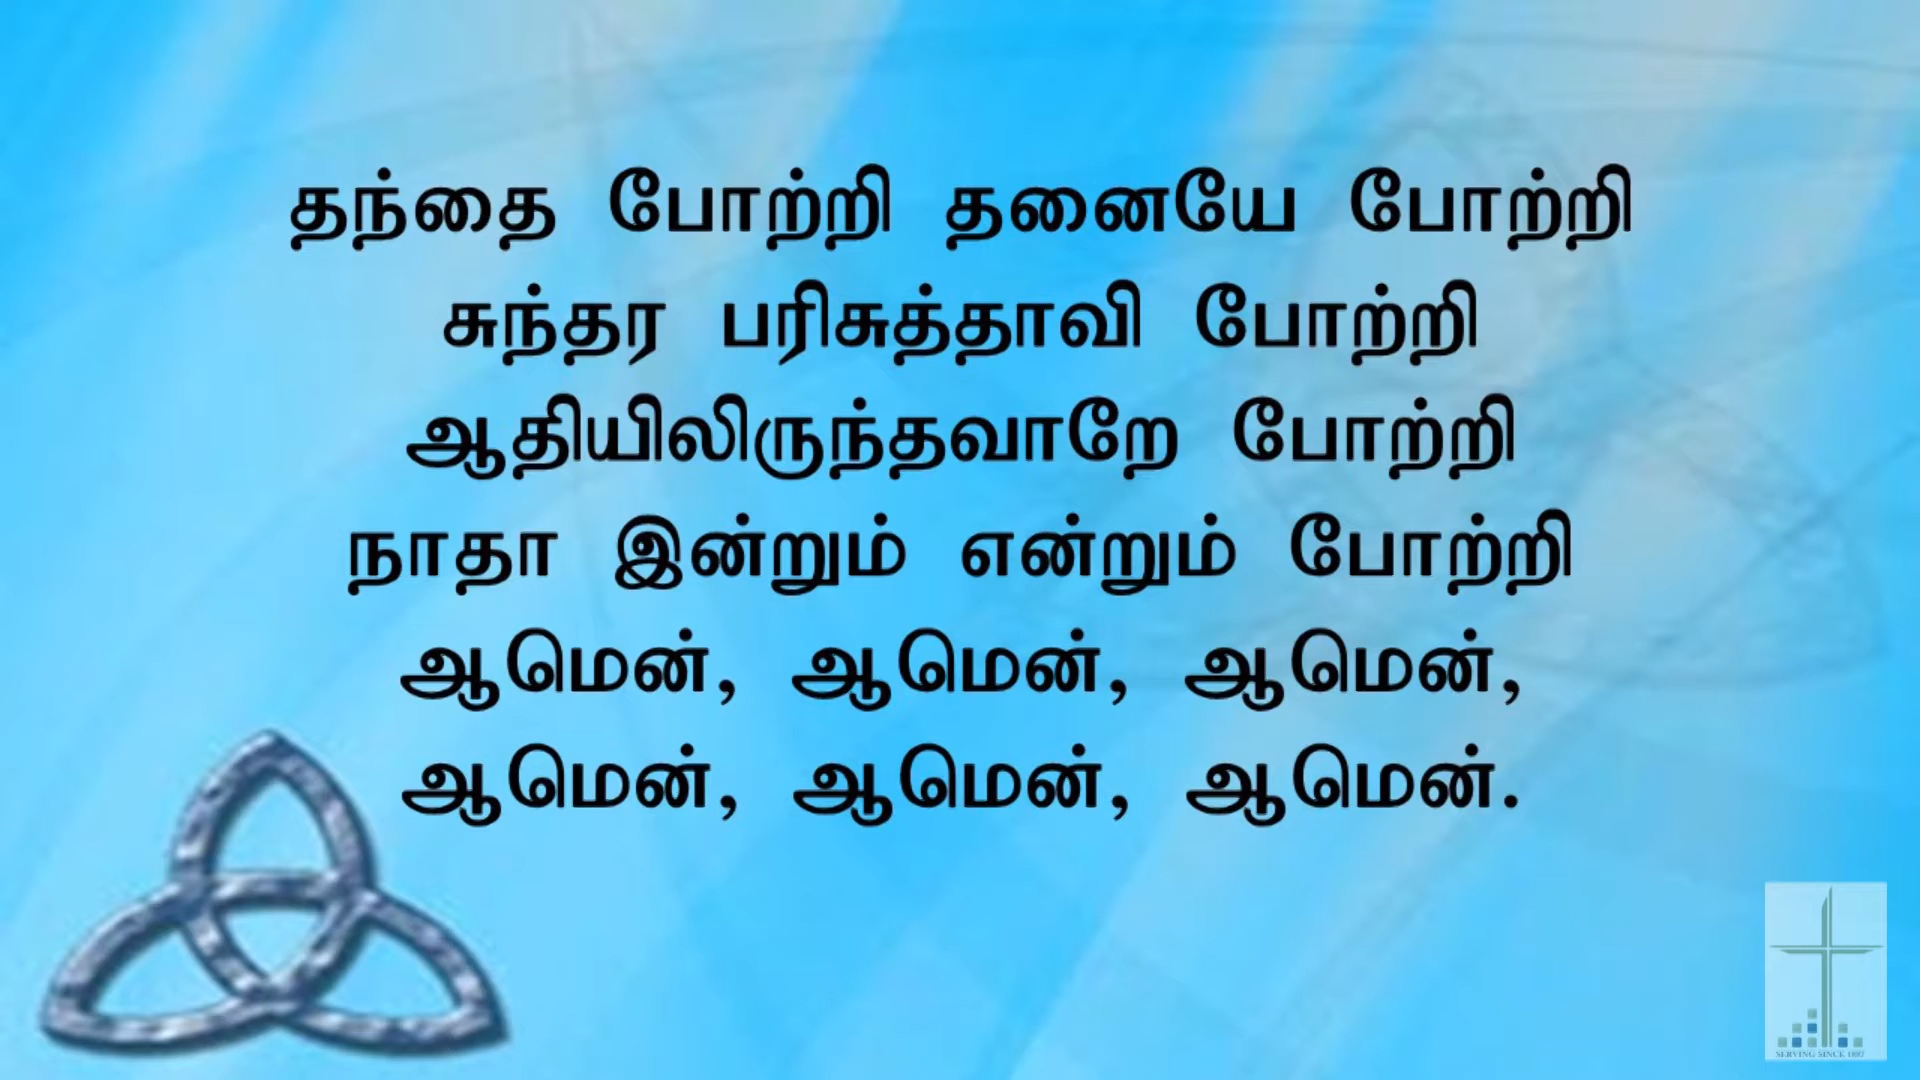 தந்தை போற்றி தனையே போற்றி
சுந்தர பரிசுத்தாவி போற்றி
ஆதியிலிருந்தவாறே போற்றி
நாதா இன்றும் என்றும் போற்றி
ஆமென், ஆமென், ஆமென்,
ஆமென், ஆமென், ஆமென்.